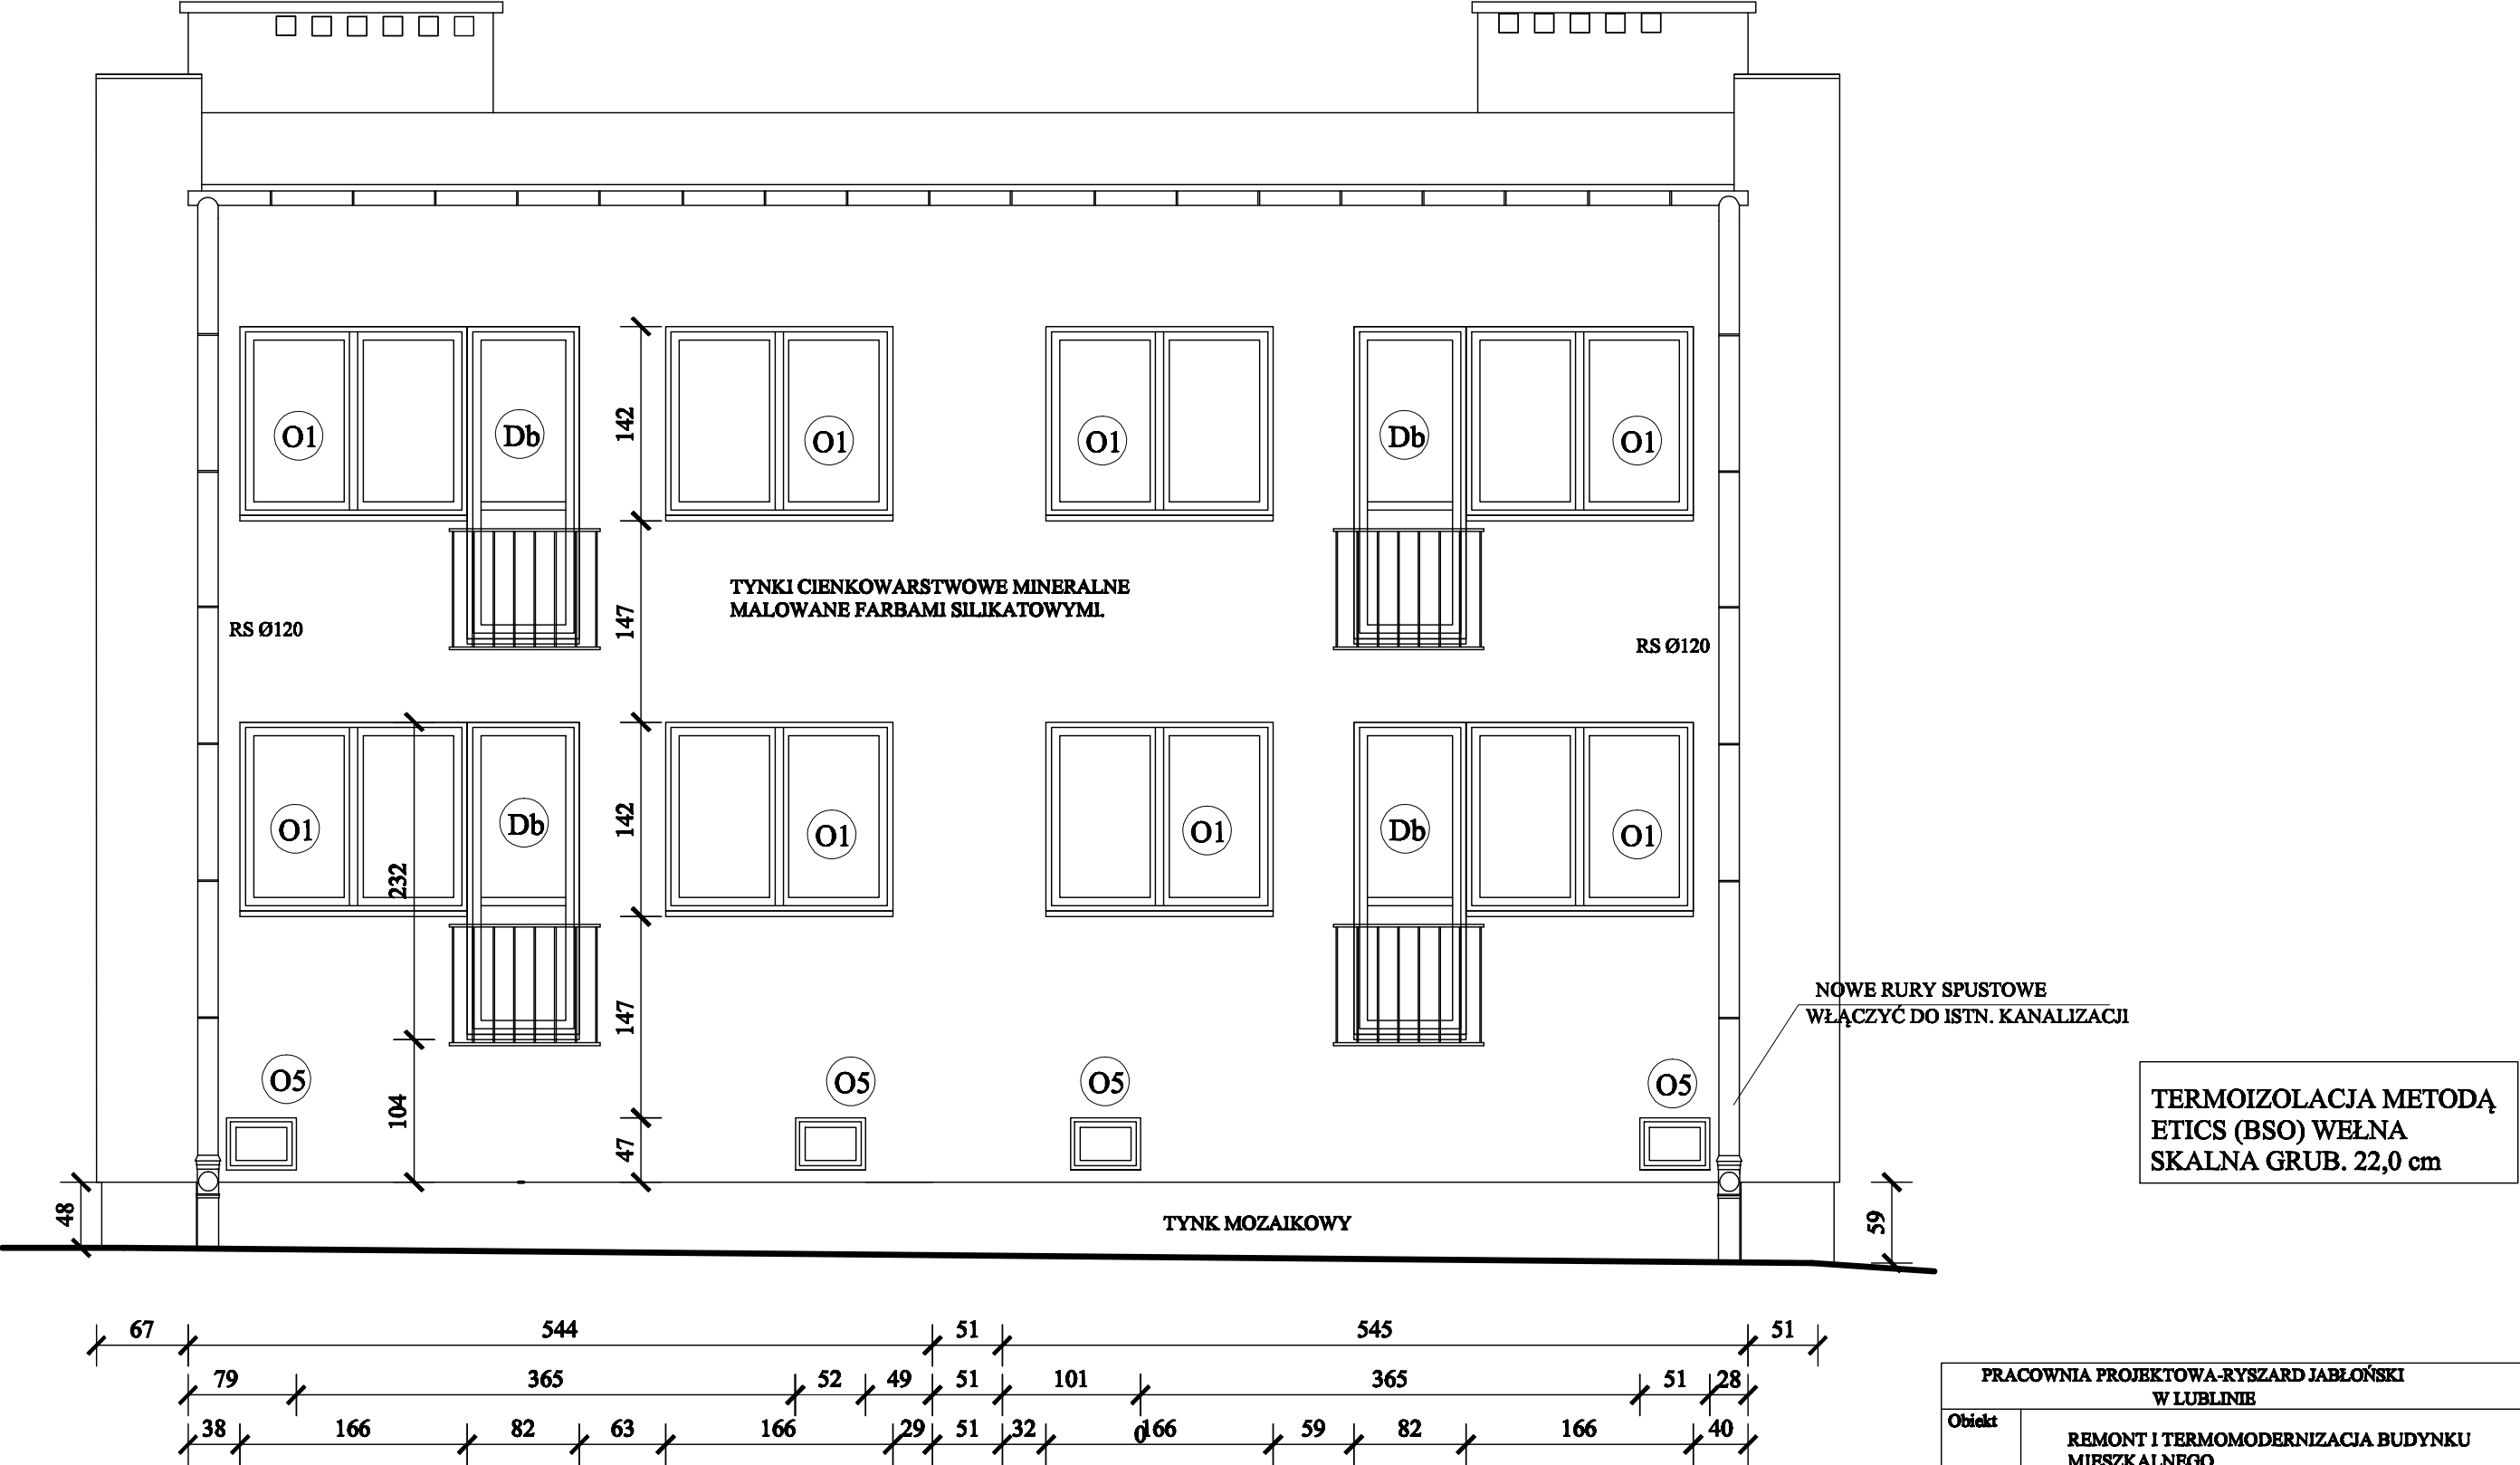 O1
Db
142
O1
O1
Db
O1
TYNKI CIENKOWARSTWOWE MINERALNE
MALOWANE FARBAMI SILIKATOWYMI.
147
RS Ø120
RS Ø120
O1
232
Db
142
O1
O1
Db
O1
NOWE RURY SPUSTOWE
WŁĄCZYĆ DO ISTN. KANALIZACJI
147
O5
O5
O5
O5
104
47
TERMOIZOLACJA METODĄ
ETICS (BSO) WEŁNA
SKALNA GRUB. 22,0 cm
48
TYNK MOZAIKOWY
59
67 544 51 545 51
79 365 52 49 51 101 365 51 28
38 166 82 63 166 29 51 32 0 166 59 82 166 40
PRACOWNIA PROJEKTOWA-RYSZARD JABŁOŃSKI
W LUBLINIE
Obiekt
REMONT I TERMOMODERNIZACJA BUDYNKU
MIESZKALNEGO